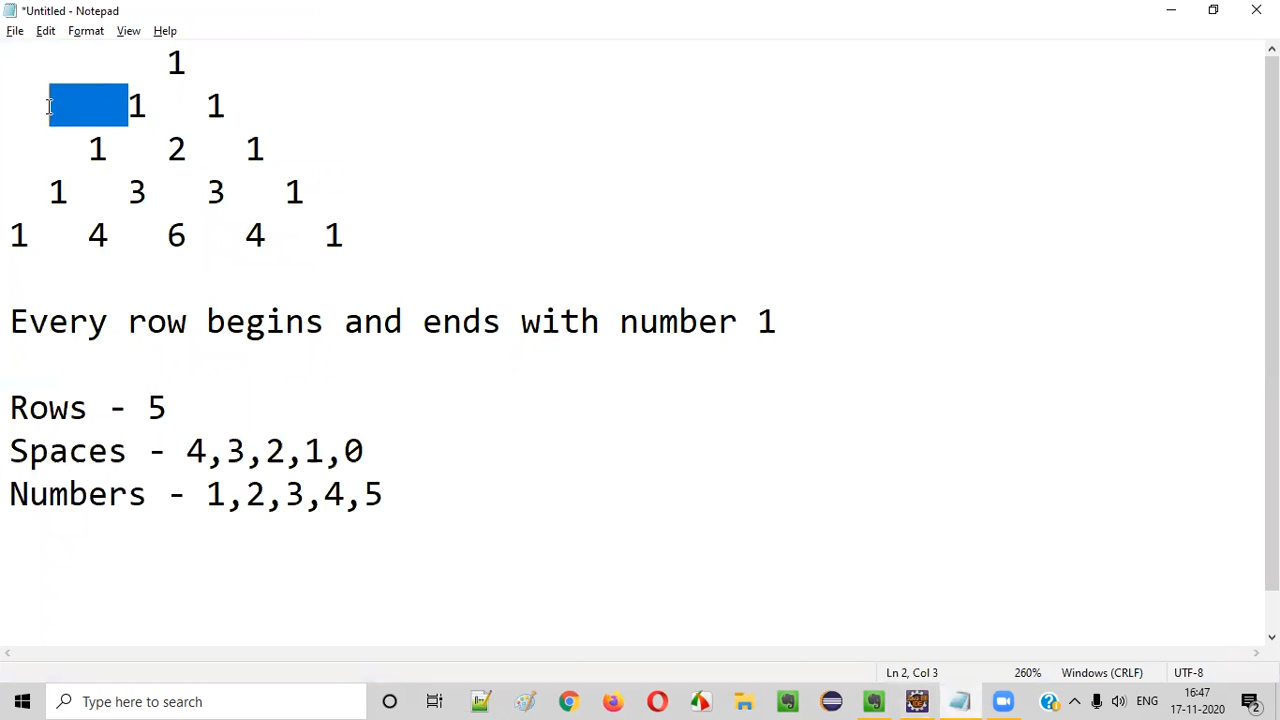 *Untitled - Notepad
File Edit Format View Help
1
1 1
1 2 1
1 3 3 1
1 4 6 4 1
Every row begins and ends with number 1
Rows - 5
Spaces - 4,3,2,1,0
Numbers - 1,2,3,4,5
Ln 2, Col 3 260% Windows (CRLF) UTF-8
Type here to search
ENG
16:47
17-11-2020
2